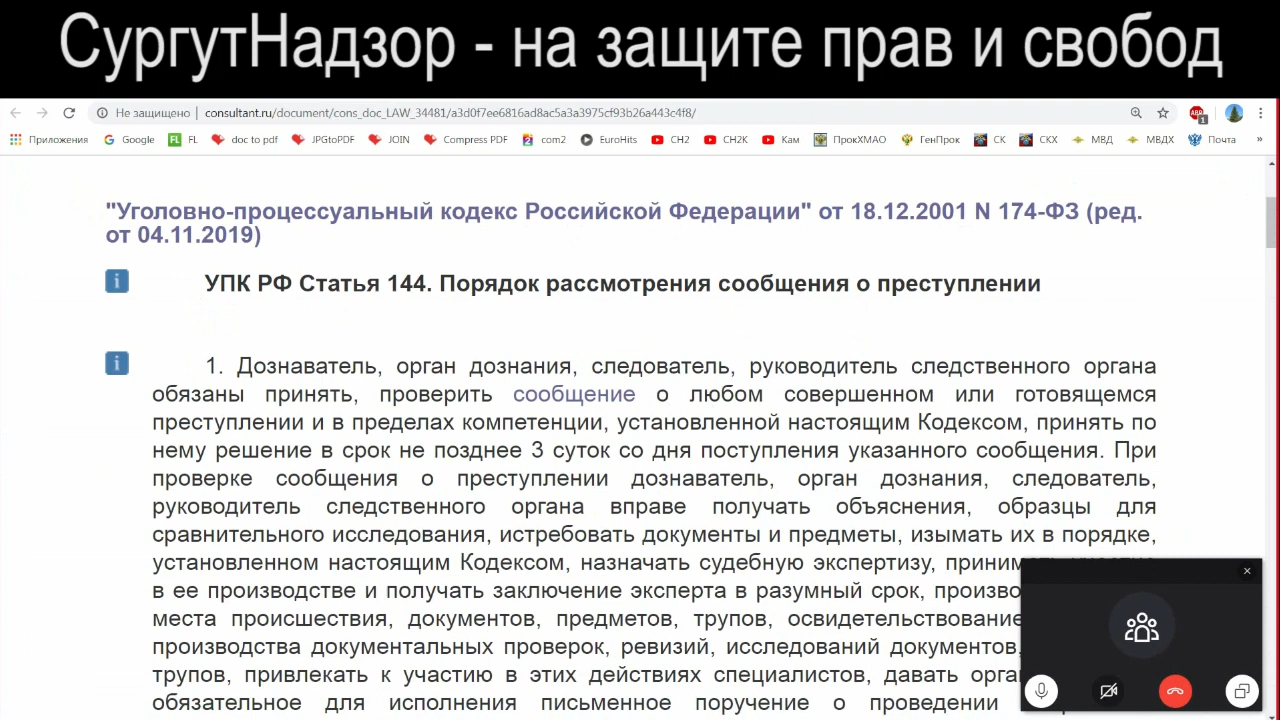 СургутНадзор - на защите прав и свобод
Не защищено | consultant.ru/document/cons_doc_LAW_34481/a3d0f7ee6816ad8ac5a3a3975cf93b26a443c4f8/
ABP 1
Приложения G Google FL FL doc to pdf JPGtoPDF JOIN Compress PDF 2 com2 EuroHits СН2 СН2К Кам ПрокХМАО ГенПрок СК СКХ МВД МВДХ Почта »
"Уголовно-процессуальный кодекс Российской Федерации" от 18.12.2001 N 174-ФЗ (ред.
от 04.11.2019)
i УПК РФ Статья 144. Порядок рассмотрения сообщения о преступлении
i 1. Дознаватель, орган дознания, следователь, руководитель следственного органа
обязаны принять, проверить сообщение о любом совершенном или готовящемся
преступлении и в пределах компетенции, установленной настоящим Кодексом, принять по
нему решение в срок не позднее 3 суток со дня поступления указанного сообщения. При
проверке сообщения о преступлении дознаватель, орган дознания, следователь,
руководитель следственного органа вправе получать объяснения, образцы для
сравнительного исследования, истребовать документы и предметы, изымать их в порядке,
установленном настоящим Кодексом, назначать судебную экспертизу,
в ее производстве и получать заключение эксперта в разумный срок,
места происшествия, документов, предметов, трупов, освидетельствование
производства документальных проверок, ревизий, исследований документов,
трупов, привлекать к участию в этих действиях специалистов, давать
обязательное для исполнения письменное поручение о проведении